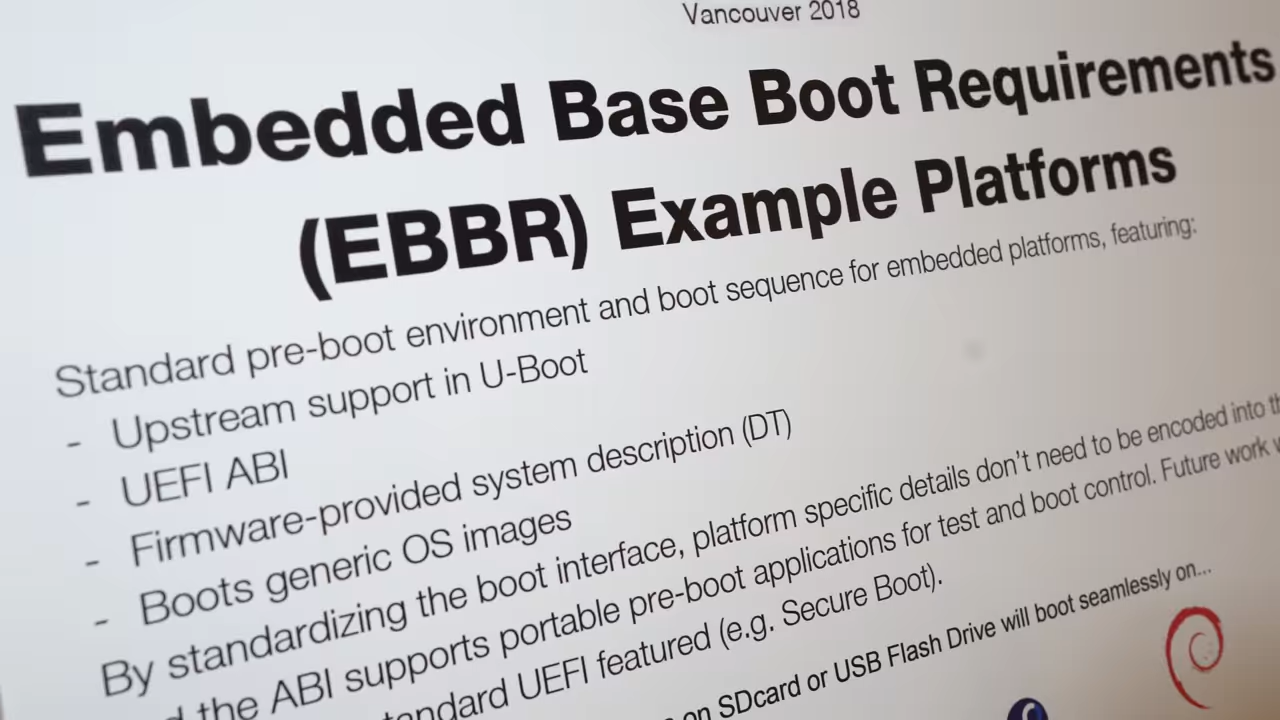 Vancouver 2018
Embedded Base Boot Requirements
(EBBR) Example Platforms
Standard pre-boot environment and boot sequence for embedded platforms, featuring:
- Upstream support in U-Boot
- UEFI ABI
- Firmware-provided system description (DT)
- Boots generic OS images
By standardizing the boot interface, platform specific details don't need to be encoded into
the ABI supports portable pre-boot applications for test and boot control. Future work
UEFI featured (e.g. Secure Boot).
on SDcard or USB Flash Drive will boot seamlessly on...